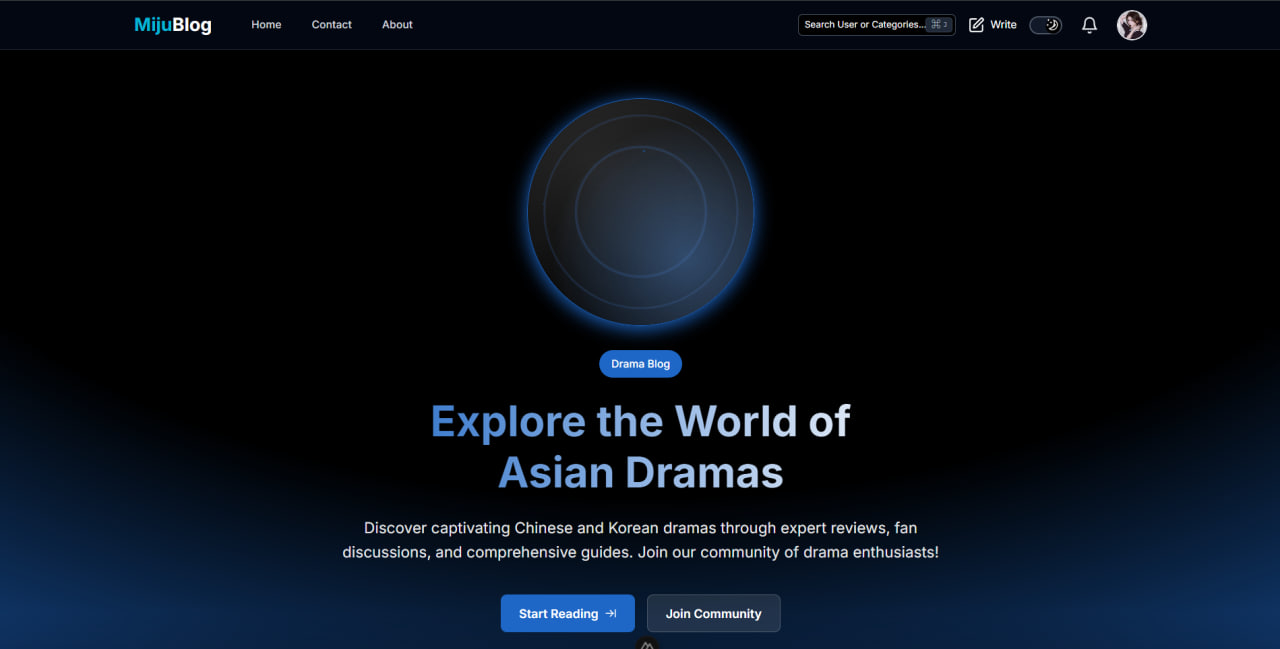 MijuBlog
Home
Contact
About
Search User or Categories...
Write
Drama Blog
Explore the World of
Asian Dramas
Discover captivating Chinese and Korean dramas through expert reviews, fan
discussions, and comprehensive guides. Join our community of drama enthusiasts!
Start Reading
Join Community